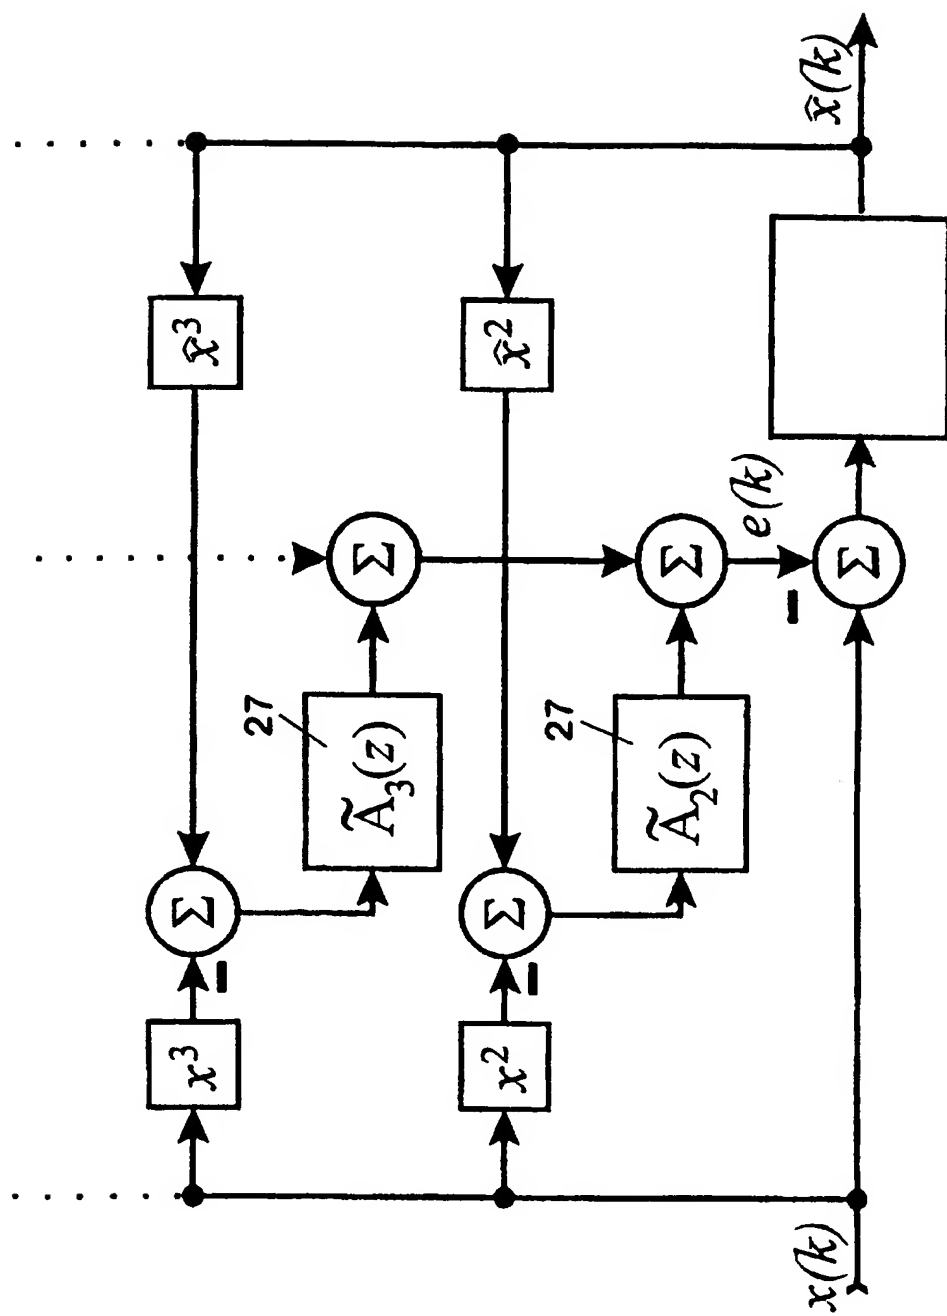 x³
−
Σ
x̂³
27
Ã₃(z)
Σ
x²
−
Σ
x̂²
27
Ã₂(z)
Σ
e(k)
−
x(k)
Σ
x̂(k)